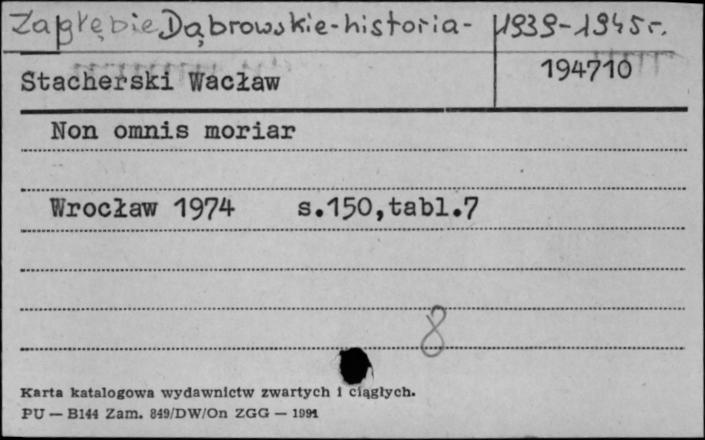 Zagłębie Dąbrowskie-historia- 1939-1945 r.
Stacherski Wacław 194710
Non omnis moriar
Wrocław 1974 s.150,tabl.7
8
Karta katalogowa wydawnictw zwartych i ciągłych.
PU — B144 Zam. 849/DW/On ZGG — 1991